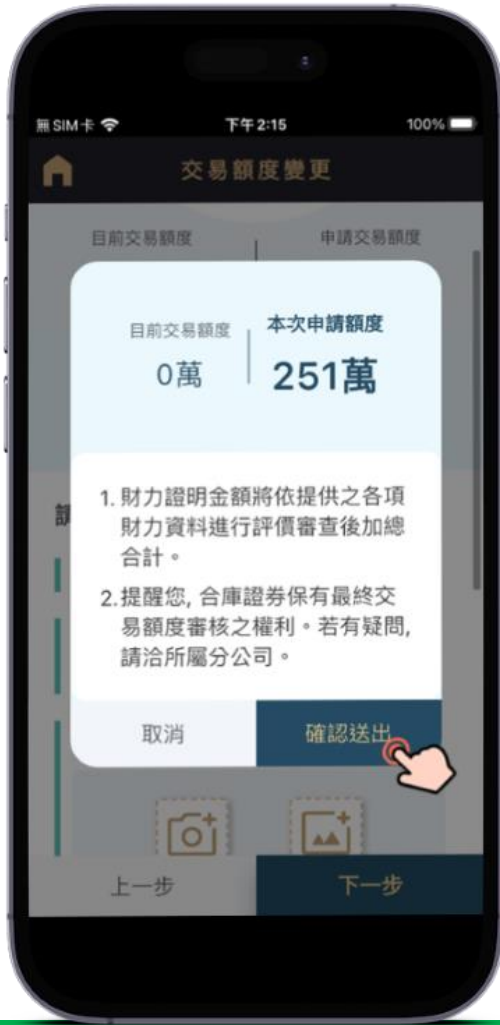 無 SIM 卡
下午 2:15
100%
交易額度變更
目前交易額度
申請交易額度
目前交易額度
本次申請額度
0萬
251萬
1. 財力證明金額將依提供之各項
財力資料進行評價審查後加總
合計。
2. 提醒您, 合庫證券保有最終交
易額度審核之權利。若有疑問,
請洽所屬分公司。
取消
確認送出
上一步
下一步